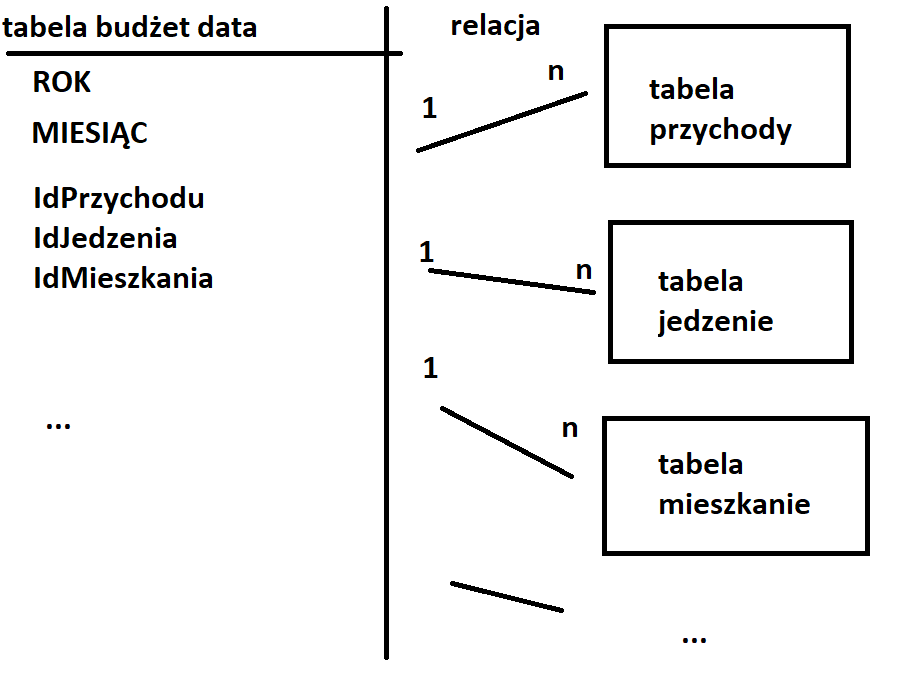 tabela budżet data
ROK
MIESIĄC
IdPrzychodu
IdJedzenia
IdMieszkania
...
relacja
1
n
tabela
przychody
1
n
tabela
jedzenie
1
n
tabela
mieszkanie
...